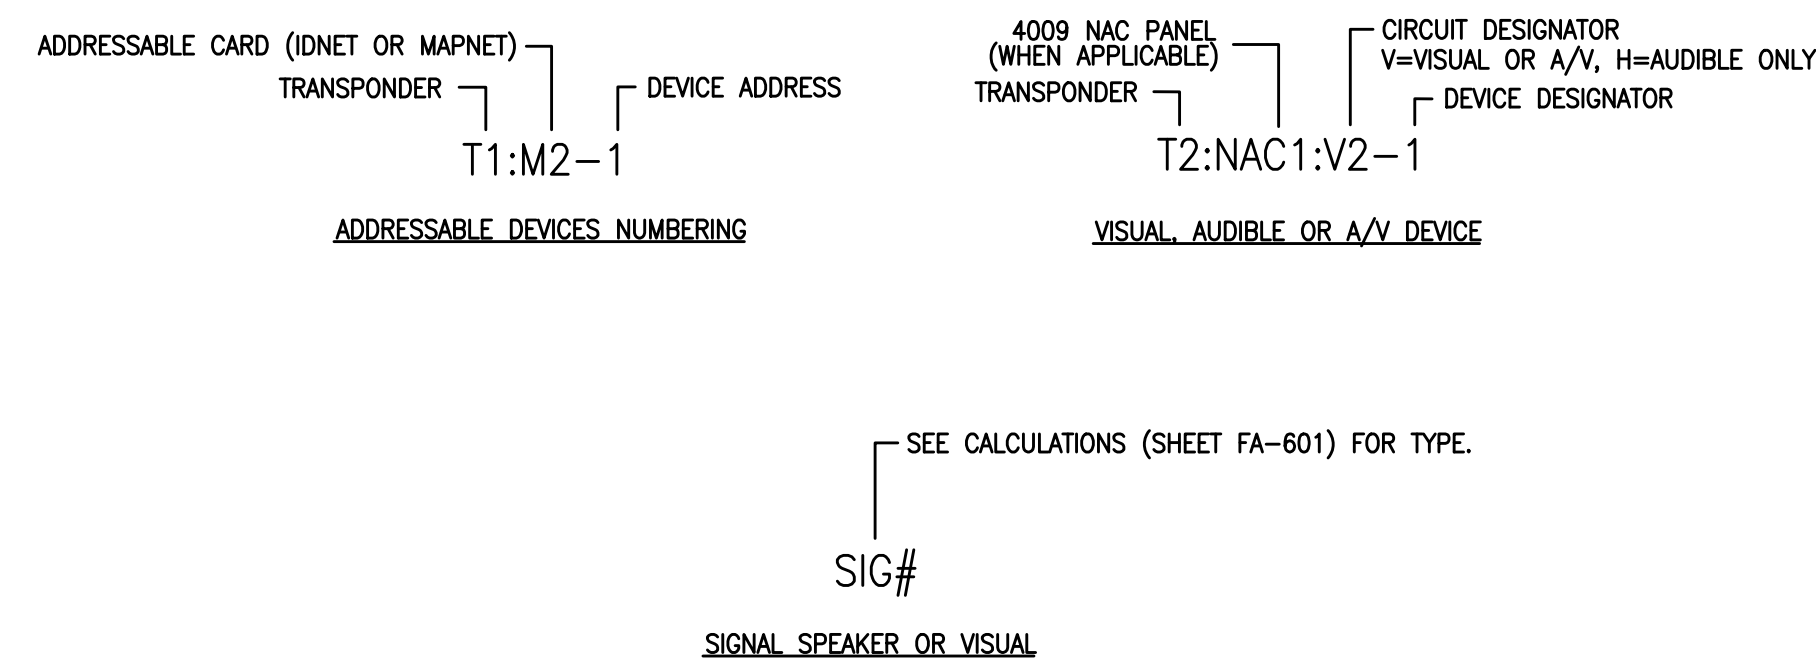 ADDRESSABLE CARD (IDNET OR MAPNET)
TRANSPONDER
DEVICE ADDRESS
T1:M2-1
ADDRESSABLE DEVICES NUMBERING
4009 NAC PANEL
(WHEN APPLICABLE)
TRANSPONDER
CIRCUIT DESIGNATOR
V=VISUAL OR A/V, H=AUDIBLE ONLY
DEVICE DESIGNATOR
T2:NAC1:V2-1
VISUAL, AUDIBLE OR A/V DEVICE
SEE CALCULATIONS (SHEET FA-601) FOR TYPE.
SIG#
SIGNAL SPEAKER OR VISUAL